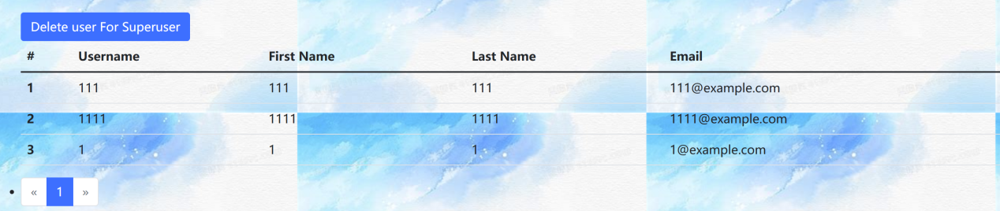 Delete user For Superuser
# Username First Name Last Name Email
1 111 111 111 111@example.com
2 1111 1111 1111 1111@example.com
3 1 1 1 1@example.com
« 1 »